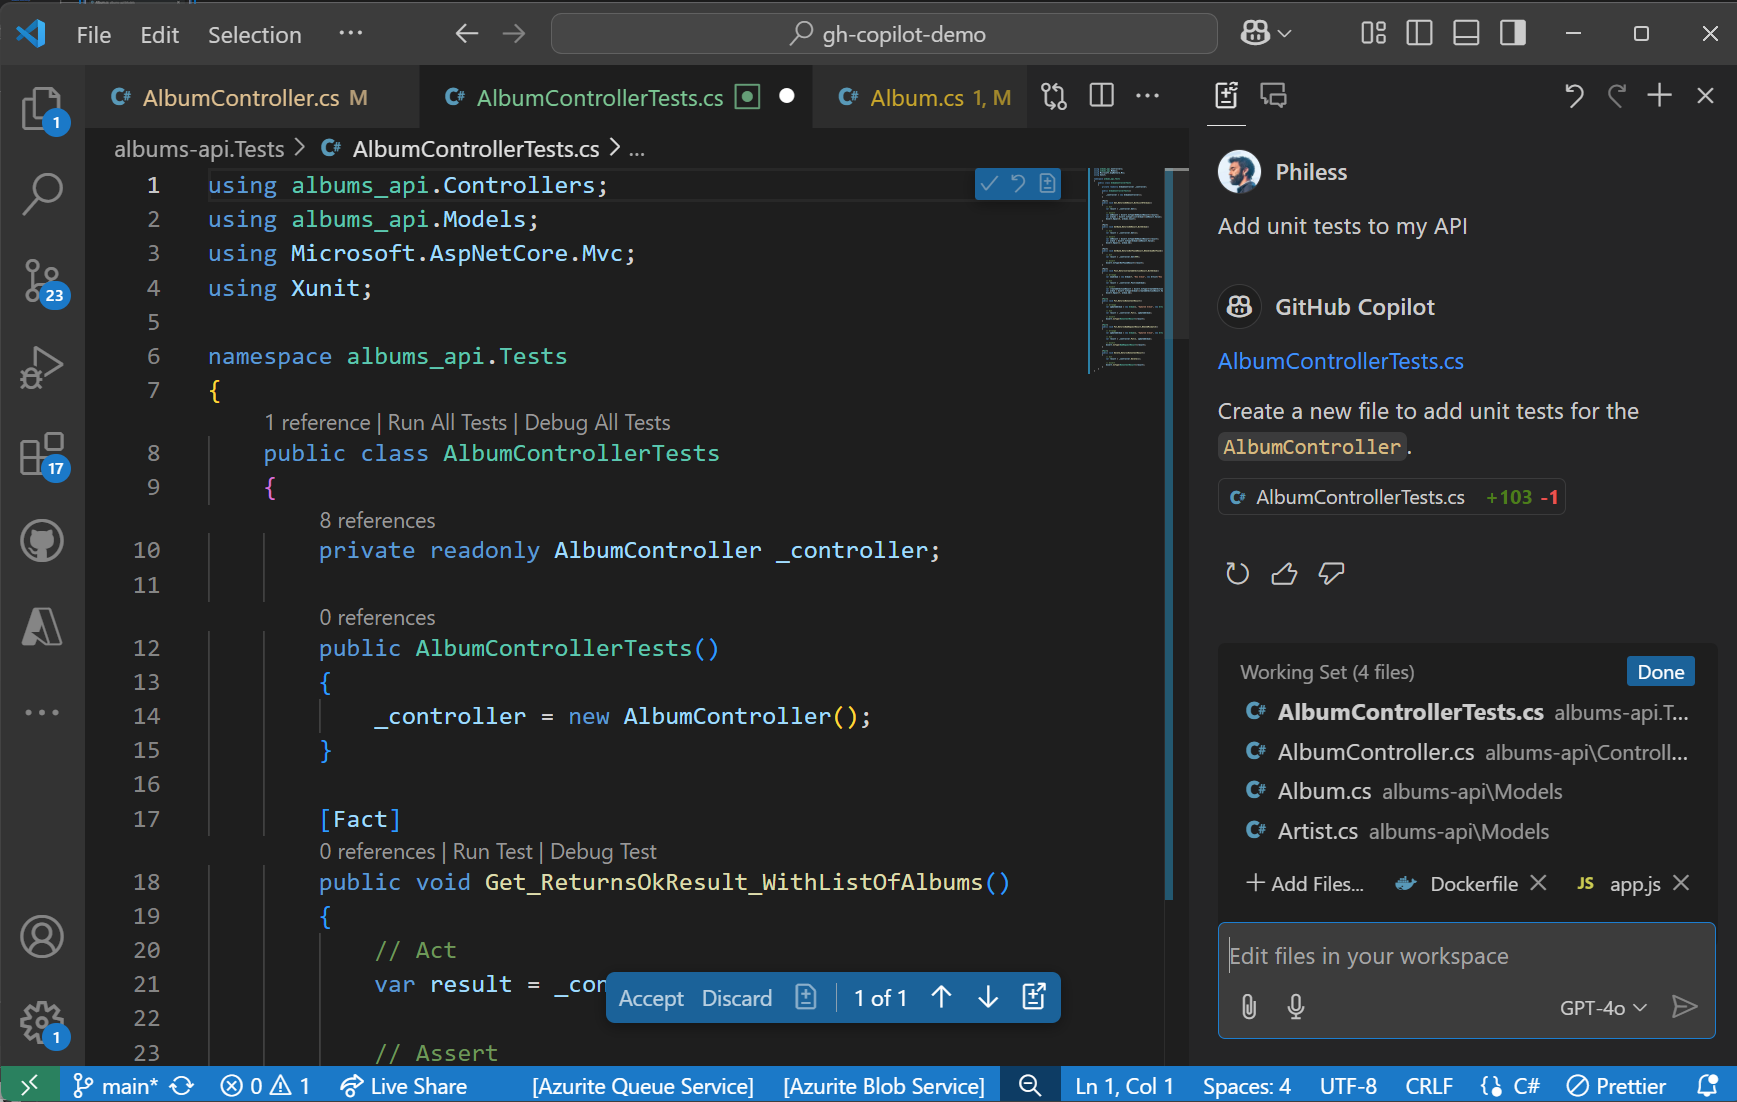 File Edit Selection ··· gh-copilot-demo
AlbumController.cs M
AlbumControllerTests.cs
Album.cs 1, M
albums-api.Tests > C# AlbumControllerTests.cs > ...
1 using albums_api.Controllers;
2 using albums_api.Models;
3 using Microsoft.AspNetCore.Mvc;
4 using Xunit;
5
6 namespace albums_api.Tests
7 {
1 reference | Run All Tests | Debug All Tests
8 public class AlbumControllerTests
9 {
8 references
10 private readonly AlbumController _controller;
11
0 references
12 public AlbumControllerTests()
13 {
14 _controller = new AlbumController();
15 }
16
17 [Fact]
0 references | Run Test | Debug Test
18 public void Get_ReturnsOkResult_WithListOfAlbums()
19 {
20 // Act
21 var result = _con
22
23 // Assert
Accept Discard 1 of 1
1
23
17
1
Philess
Add unit tests to my API
GitHub Copilot
AlbumControllerTests.cs
Create a new file to add unit tests for the
AlbumController.
C# AlbumControllerTests.cs +103 -1
Working Set (4 files) Done
C# AlbumControllerTests.cs albums-api.T...
C# AlbumController.cs albums-api\Controll...
C# Album.cs albums-api\Models
C# Artist.cs albums-api\Models
+ Add Files... Dockerfile JS app.js
Edit files in your workspace
GPT-4o
main* 0 1 Live Share [Azurite Queue Service] [Azurite Blob Service] Ln 1, Col 1 Spaces: 4 UTF-8 CRLF C# Prettier